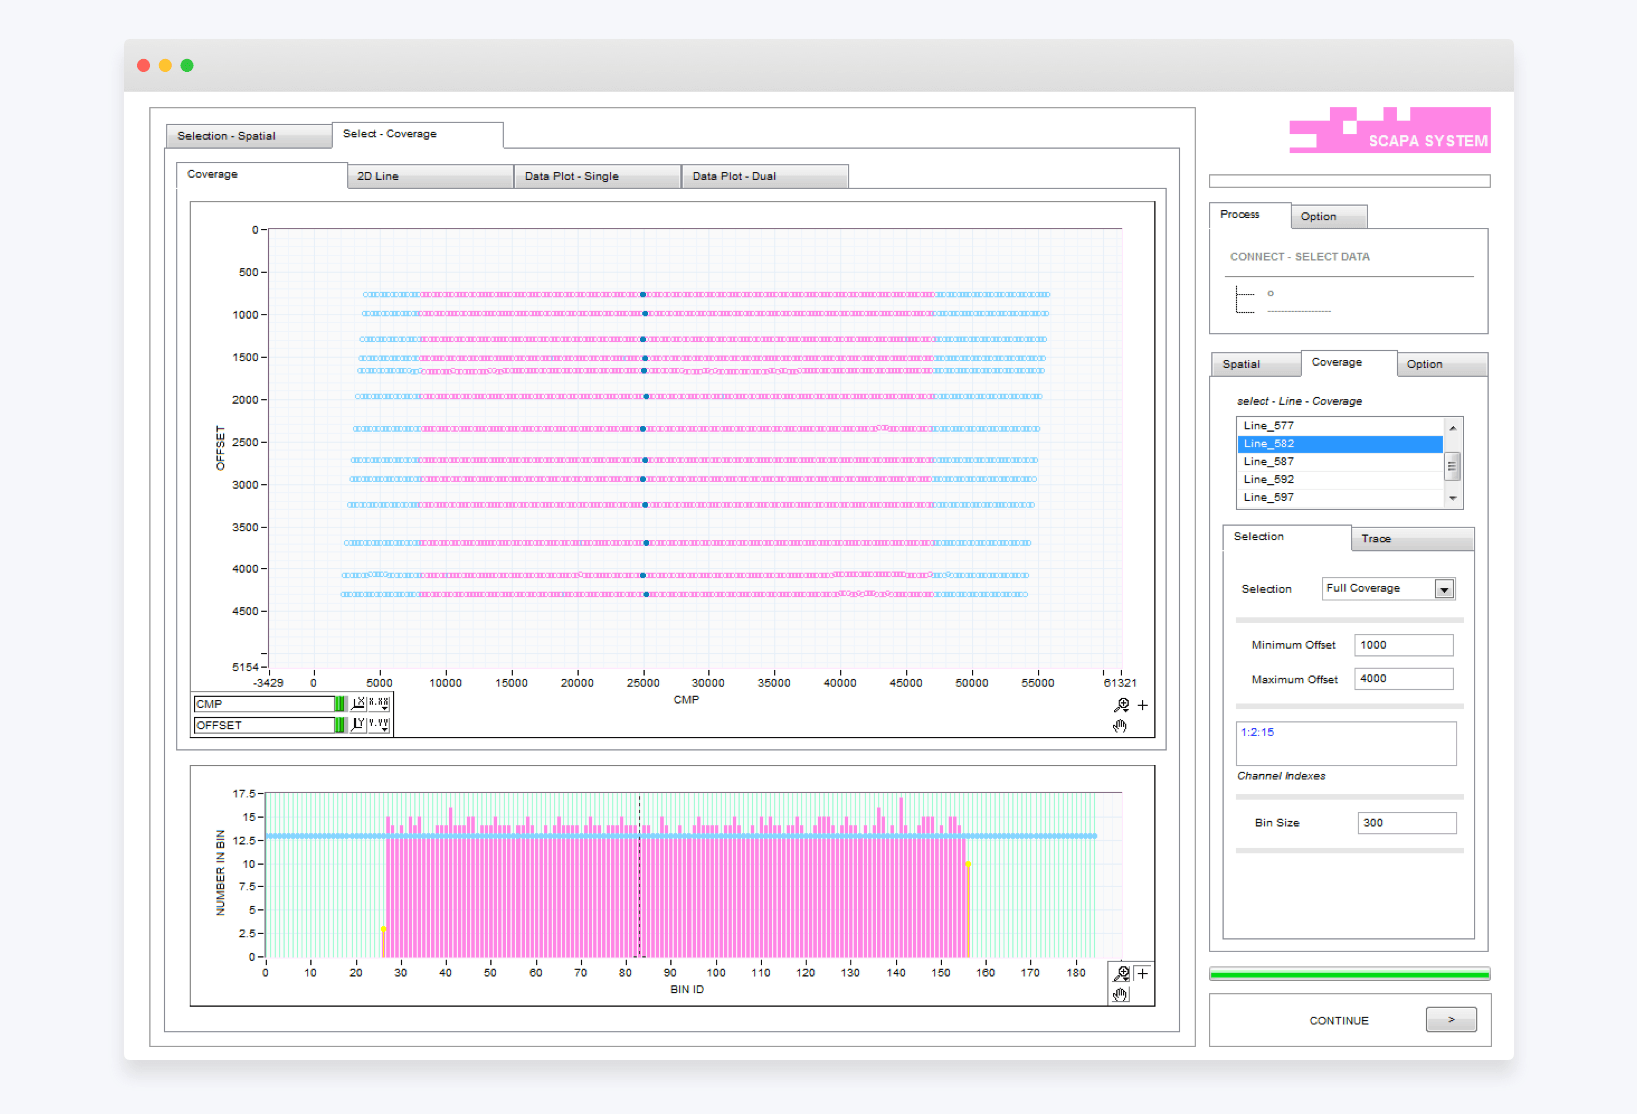 SCAPA SYSTEM
Selection - Spatial
Select - Coverage
Coverage
2D Line
Data Plot - Single
Data Plot - Dual
OFFSET
0
500
1000
1500
2000
2500
3000
3500
4000
4500
5154
-3429 0 5000 10000 15000 20000 25000 30000 35000 40000 45000 50000 55000 61321
CMP
CMP
OFFSET
NUMBER IN BIN
17.5
15
12.5
10
7.5
5
2.5
0
0 10 20 30 40 50 60 70 80 90 100 110 120 130 140 150 160 170 180
BIN ID
Process
Option
CONNECT - SELECT DATA
Spatial
Coverage
Option
select - Line - Coverage
Line_577
Line_582
Line_587
Line_592
Line_597
Selection
Trace
Selection
Full Coverage
Minimum Offset
1000
Maximum Offset
4000
1:2:15
Channel Indexes
Bin Size
300
CONTINUE
>